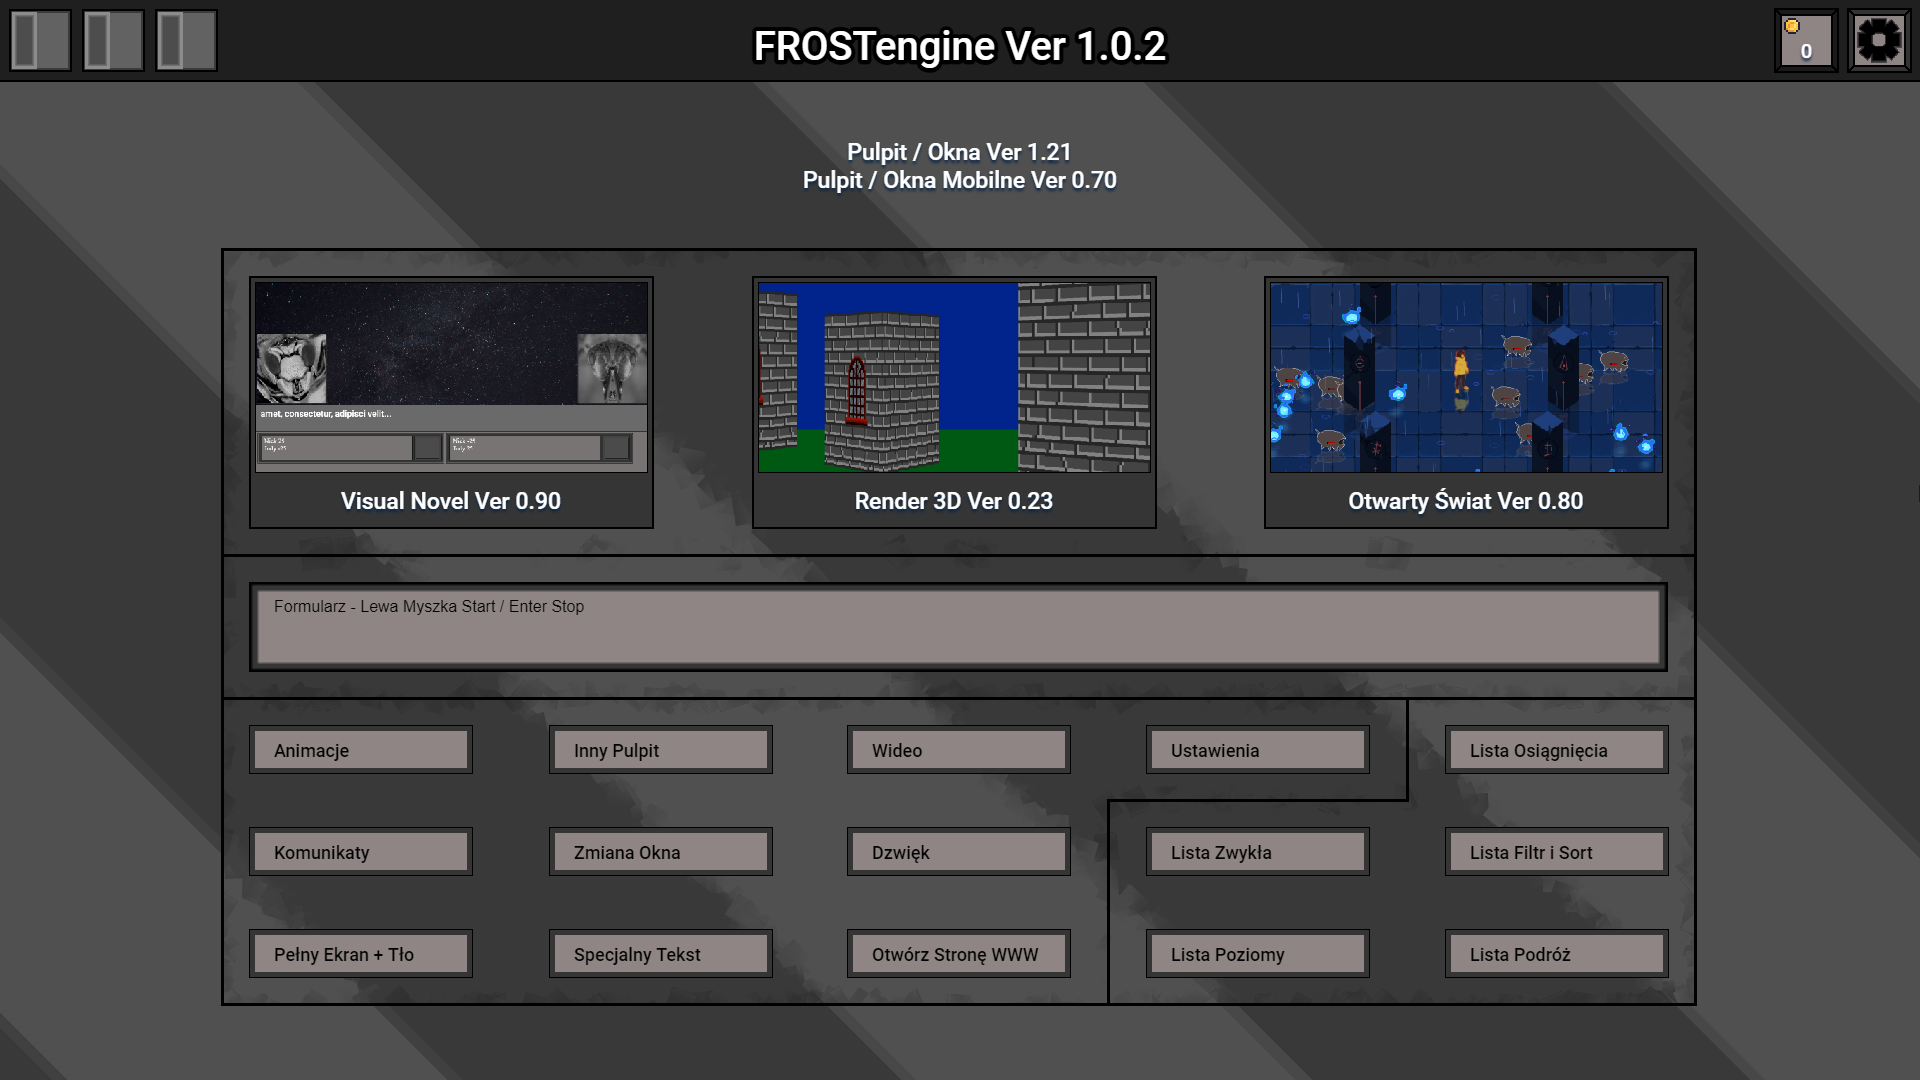 FROSTengine Ver 1.0.2
0
Pulpit / Okna Ver 1.21
Pulpit / Okna Mobilne Ver 0.70
amet, consectetur, adipisci velit...
Visual Novel Ver 0.90
Render 3D Ver 0.23
Otwarty Świat Ver 0.80
Formularz - Lewa Myszka Start / Enter Stop
Animacje
Inny Pulpit
Wideo
Ustawienia
Lista Osiągnięcia
Komunikaty
Zmiana Okna
Dzwięk
Lista Zwykła
Lista Filtr i Sort
Pełny Ekran + Tło
Specjalny Tekst
Otwórz Stronę WWW
Lista Poziomy
Lista Podróż